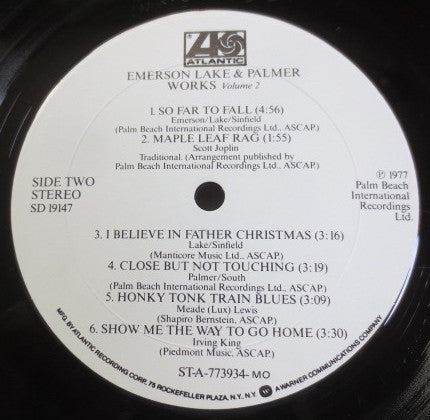 ATLANTIC
EMERSON LAKE & PALMER
WORKS Volume 2
1. SO FAR TO FALL (4:56)
Emerson/Lake/Sinfield
(Palm Beach International Recordings Ltd., ASCAP.)
2. MAPLE LEAF RAG (1:55)
Scott Joplin
Traditional. (Arrangement published by
Palm Beach International Recordings Ltd., ASCAP.)
SIDE TWO
STEREO
SD 19147
℗ 1977
Palm Beach
International
Recordings
Ltd.
3. I BELIEVE IN FATHER CHRISTMAS (3:16)
Lake/Sinfield
(Manticore Music Ltd., ASCAP.)
4. CLOSE BUT NOT TOUCHING (3:19)
Palmer/South
(Palm Beach International Recordings Ltd., ASCAP.)
5. HONKY TONK TRAIN BLUES (3:09)
Meade (Lux) Lewis
(Shapiro Bernstein, ASCAP.)
6. SHOW ME THE WAY TO GO HOME (3:30)
Irving King
(Piedmont Music, ASCAP.)
ST-A-773934- MO
MFG. BY ATLANTIC RECORDING CORP., 75 ROCKEFELLER PLAZA, N.Y., N.Y. A WARNER COMMUNICATIONS COMPANY